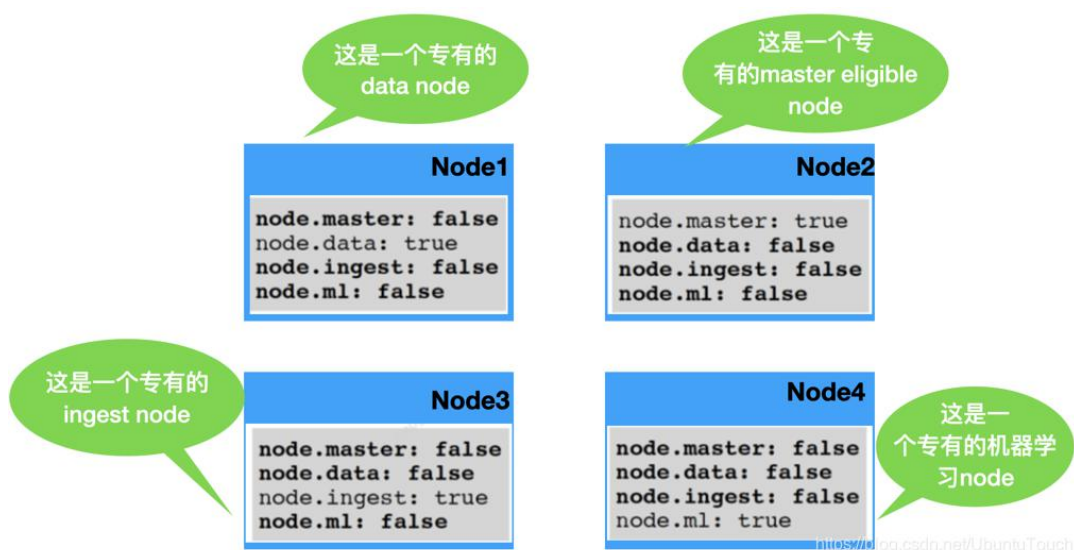 这是一个专有的
data node
这是一个专
有的master eligible
node
Node1
node.master: false
node.data: true
node.ingest: false
node.ml: false
Node2
node.master: true
node.data: false
node.ingest: false
node.ml: false
这是一个专有的
ingest node
Node3
node.master: false
node.data: false
node.ingest: true
node.ml: false
Node4
node.master: false
node.data: false
node.ingest: false
node.ml: true
这是一
个专有的机器学
习node
https://blog.csdn.net/UbuntuTouch